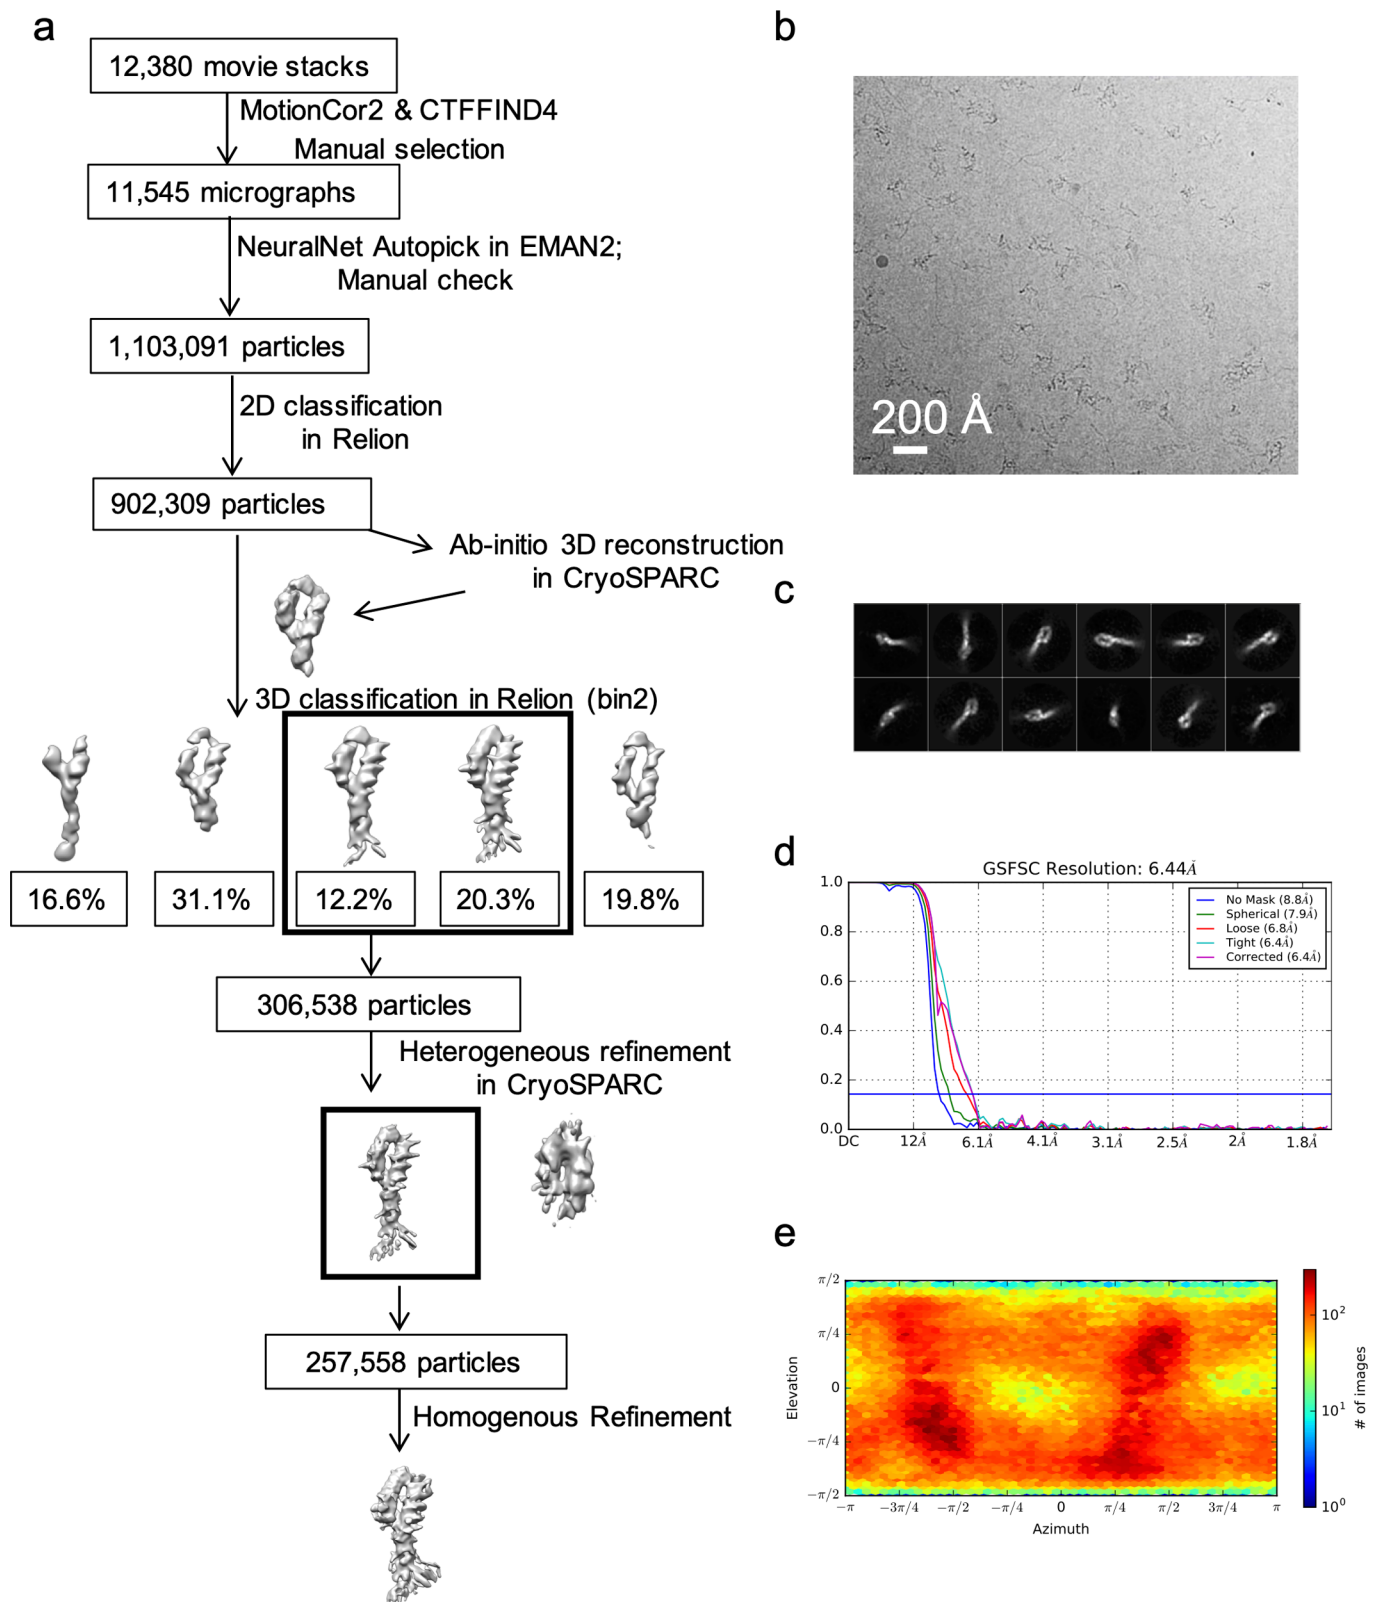 a
12,380 movie stacks
MotionCor2 & CTFFIND4
Manual selection
11,545 micrographs
NeuralNet Autopick in EMAN2;
Manual check
1,103,091 particles
2D classification
in Relion
902,309 particles
Ab-initio 3D reconstruction
in CryoSPARC
3D classification in Relion (bin2)
16.6%
31.1%
12.2%
20.3%
19.8%
306,538 particles
Heterogeneous refinement
in CryoSPARC
257,558 particles
Homogenous Refinement
b
200 Å
c
d
GSFSC Resolution: 6.44Å
No Mask (8.8Å)
Spherical (7.9Å)
Loose (6.8Å)
Tight (6.4Å)
Corrected (6.4Å)
1.0
0.8
0.6
0.4
0.2
0.0
DC 12Å 6.1Å 4.1Å 3.1Å 2.5Å 2Å 1.8Å
e
Elevation
π/2
π/4
0
−π/4
−π/2
−π −3π/4 −π/2 −π/4 0 π/4 π/2 3π/4 π
Azimuth
10²
10¹
10⁰
# of images